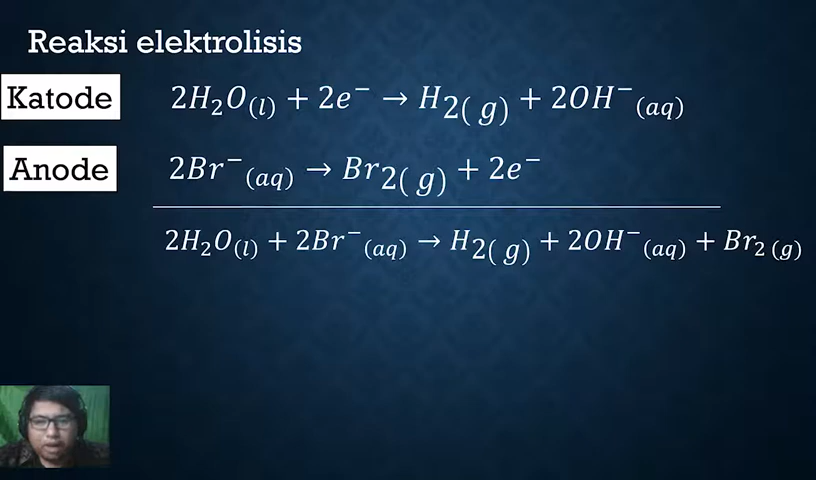 Reaksi elektrolisis
Katode 2H₂O(l) + 2e⁻ → H₂(g) + 2OH⁻(aq)
Anode 2Br⁻(aq) → Br₂(g) + 2e⁻
2H₂O(l) + 2Br⁻(aq) → H₂(g) + 2OH⁻(aq) + Br₂(g)